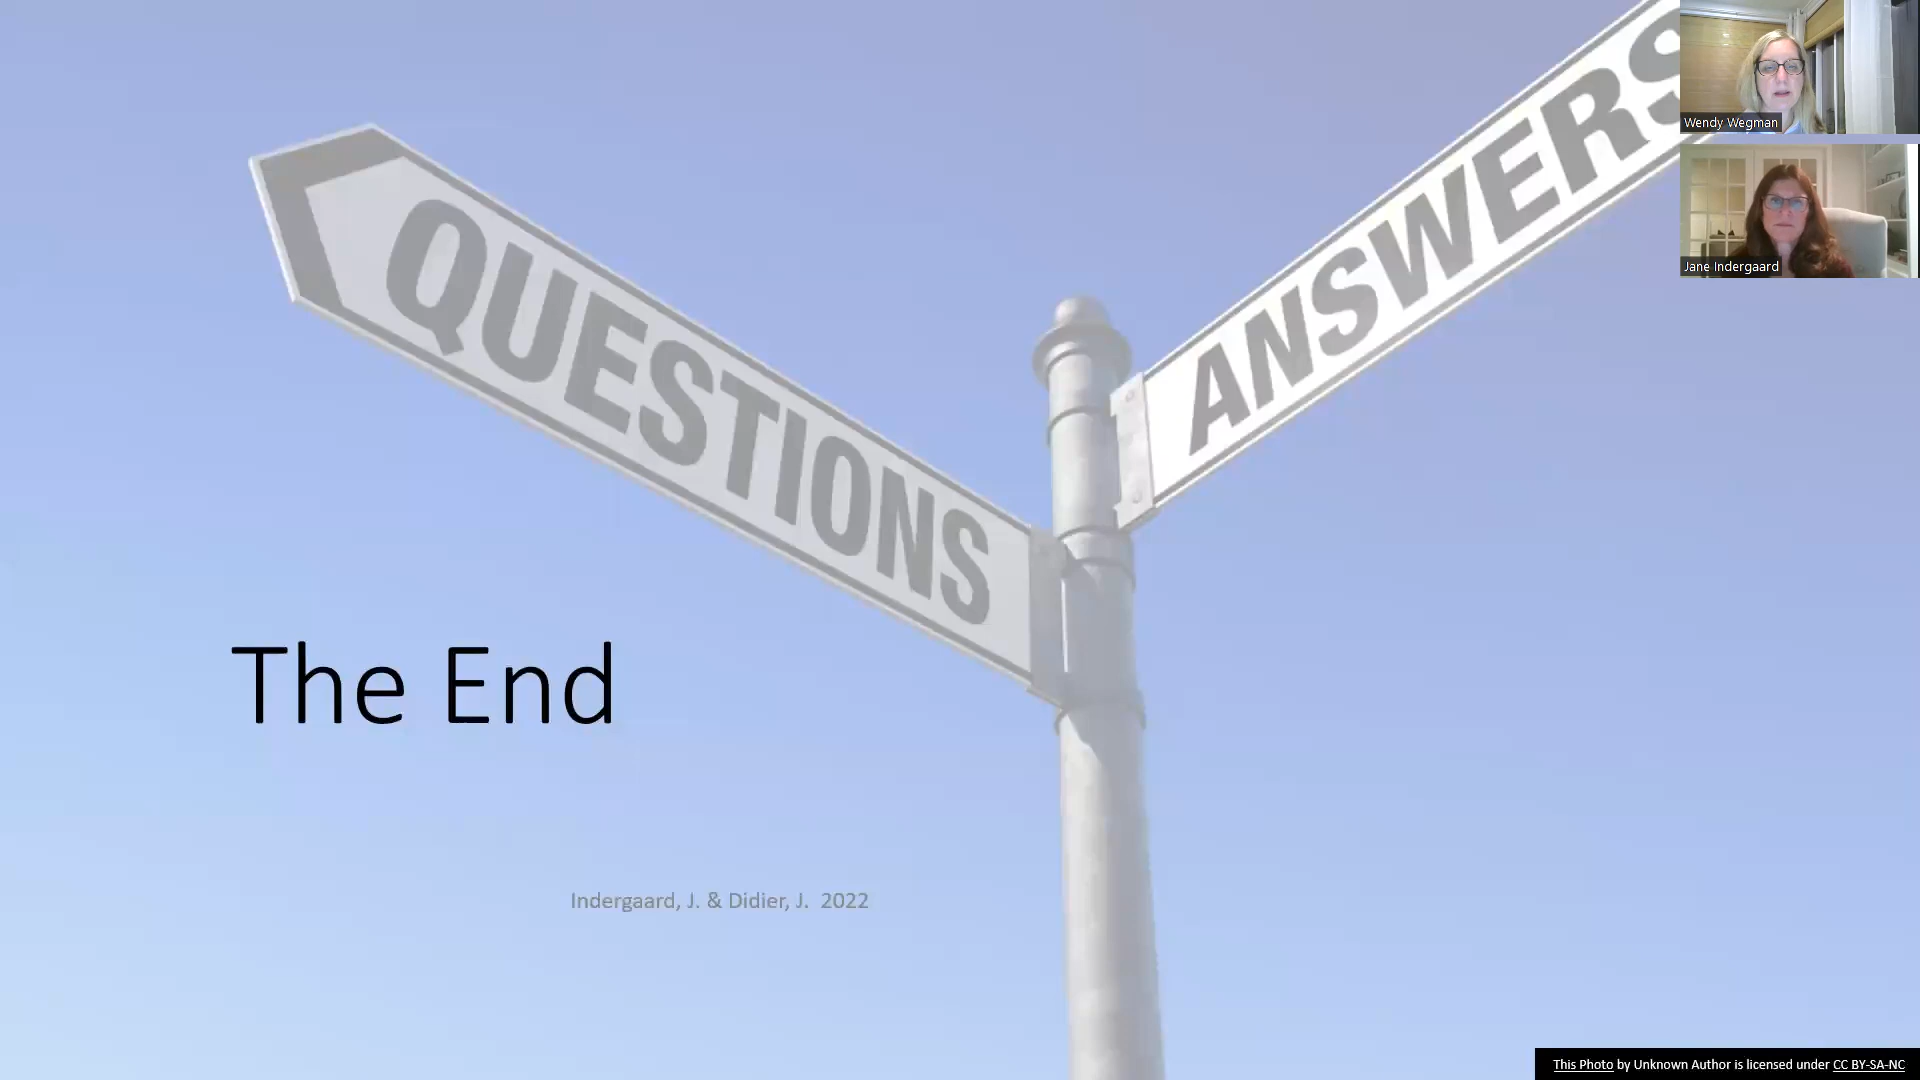 QUESTIONS
ANSWERS
Wendy Wegman
Jane Indergaard
The End
Indergaard, J. & Didier, J.  2022
This Photo by Unknown Author is licensed under CC BY-SA-NC